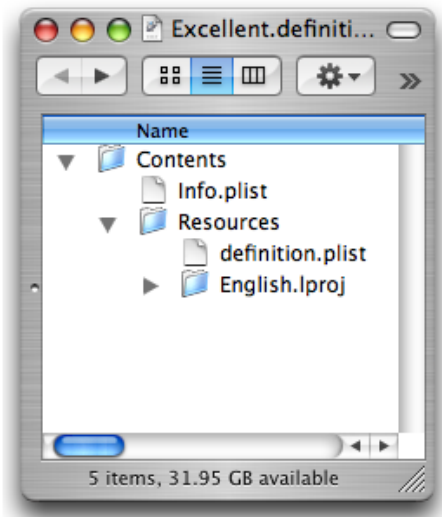 Excellent.definiti...
Name
Contents
Info.plist
Resources
definition.plist
English.lproj
5 items, 31.95 GB available